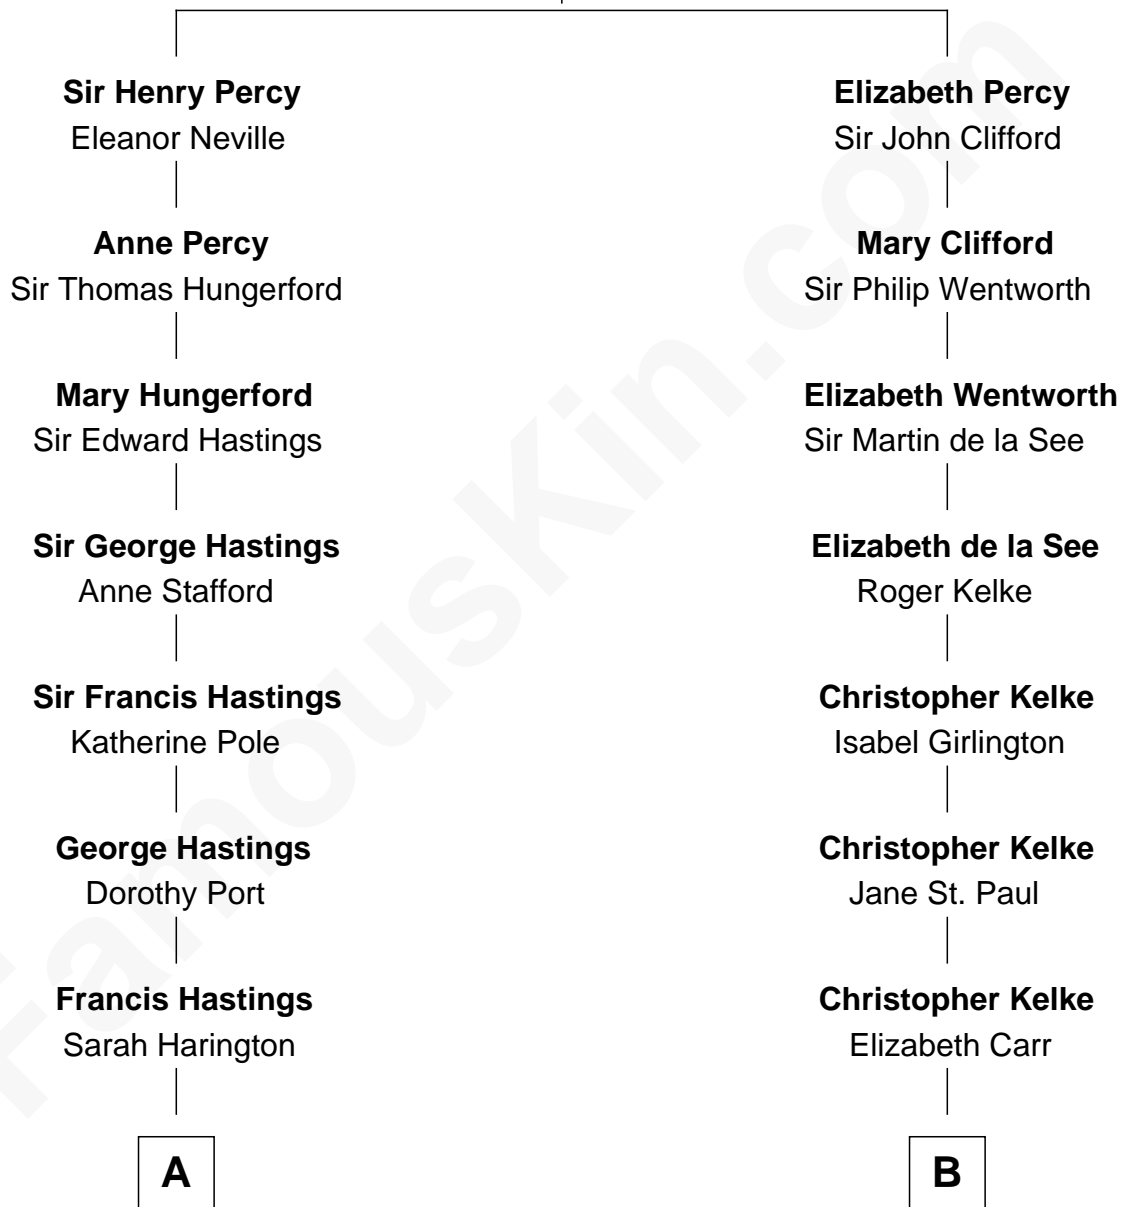 Sir Henry Percy
Eleanor Neville
Anne Percy
Sir Thomas Hungerford
Mary Hungerford
Sir Edward Hastings
Sir George Hastings
Anne Stafford
Sir Francis Hastings
Katherine Pole
George Hastings
Dorothy Port
Francis Hastings
Sarah Harington
A
Elizabeth Percy
Sir John Clifford
Mary Clifford
Sir Philip Wentworth
Elizabeth Wentworth
Sir Martin de la See
Elizabeth de la See
Roger Kelke
Christopher Kelke
Isabel Girlington
Christopher Kelke
Jane St. Paul
Christopher Kelke
Elizabeth Carr
B
FamousKin.com